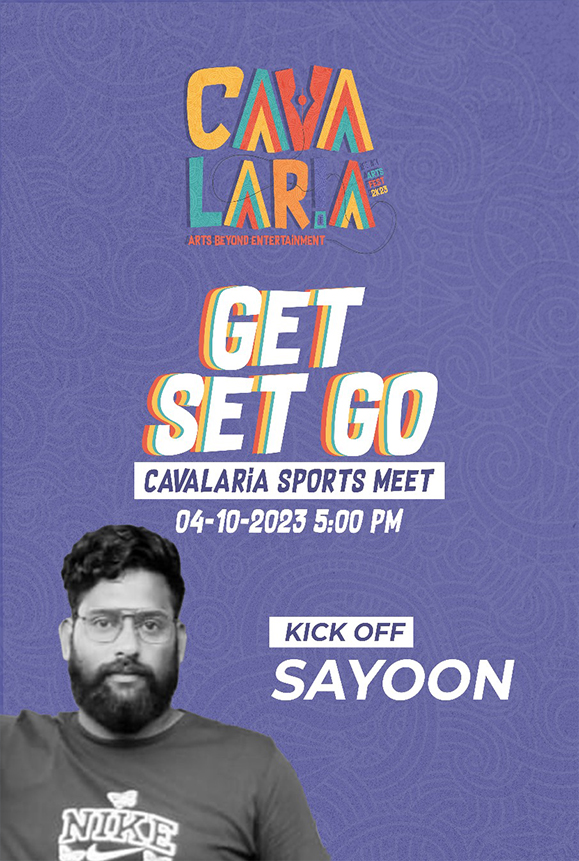 CAVA
LAR.A
ARTS
FEST
2K23
ARTS BEYOND ENTERTAINMENT
GET
SET GO
CAVALARiA SPORTS MEET
04-10-2023 5:00 PM
KICK OFF
SAYOON
NIKE